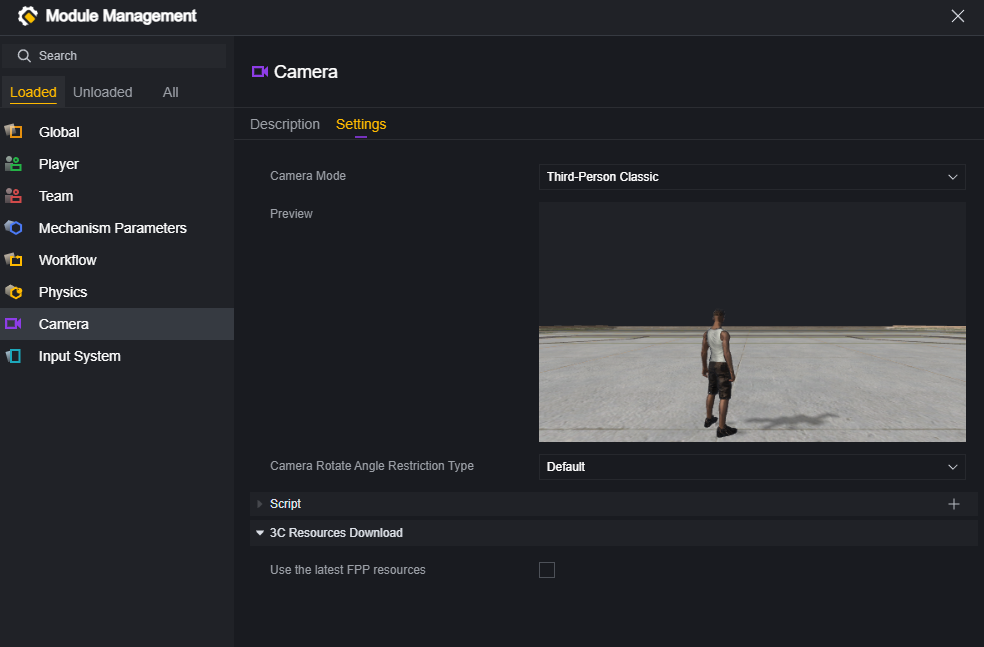 Module Management
Search
Loaded Unloaded All
Global
Player
Team
Mechanism Parameters
Workflow
Physics
Camera
Input System
Camera
Description Settings
Camera Mode Third-Person Classic
Preview
Camera Rotate Angle Restriction Type Default
Script
3C Resources Download
Use the latest FPP resources